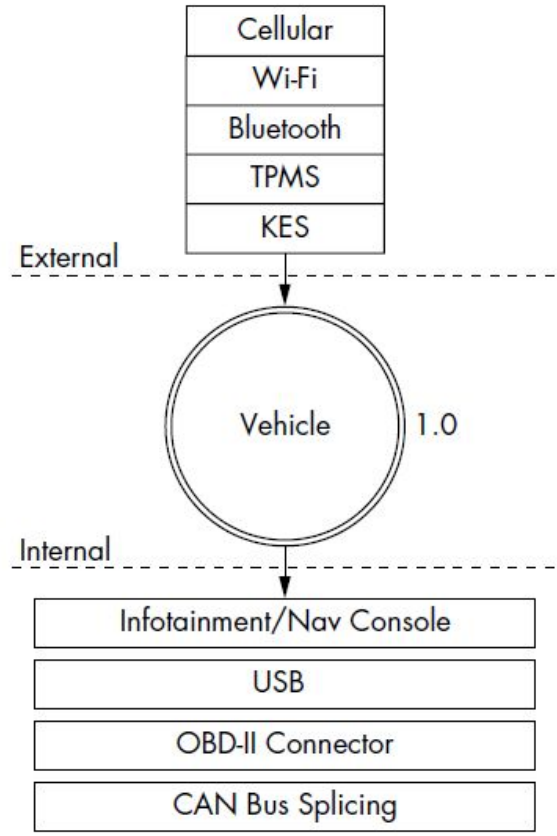 Cellular
Wi-Fi
Bluetooth
TPMS
KES
External
Vehicle 1.0
Internal
Infotainment/Nav Console
USB
OBD-II Connector
CAN Bus Splicing